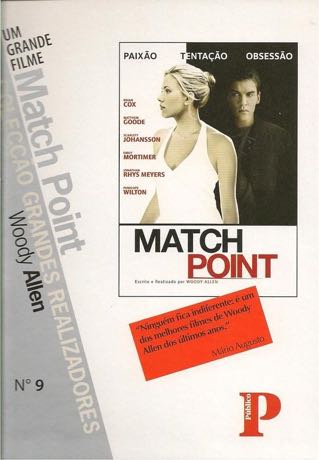 UM
GRANDE
FILME
Match Point
COLECÇÃO GRANDES REALIZADORES
Woody Allen
Nº 9
PAIXÃO TENTAÇÃO OBSESSÃO
BRIAN
COX
MATTHEW
GOODE
SCARLETT
JOHANSSON
EMILY
MORTIMER
JONATHAN
RHYS MEYERS
PENELOPE
WILTON
MATCH
POINT
Escrito e Realizado por WOODY ALLEN
"Ninguém fica indiferente: é um
dos melhores filmes de Woody
Allen dos últimos anos."
Mário Augusto
Público
P